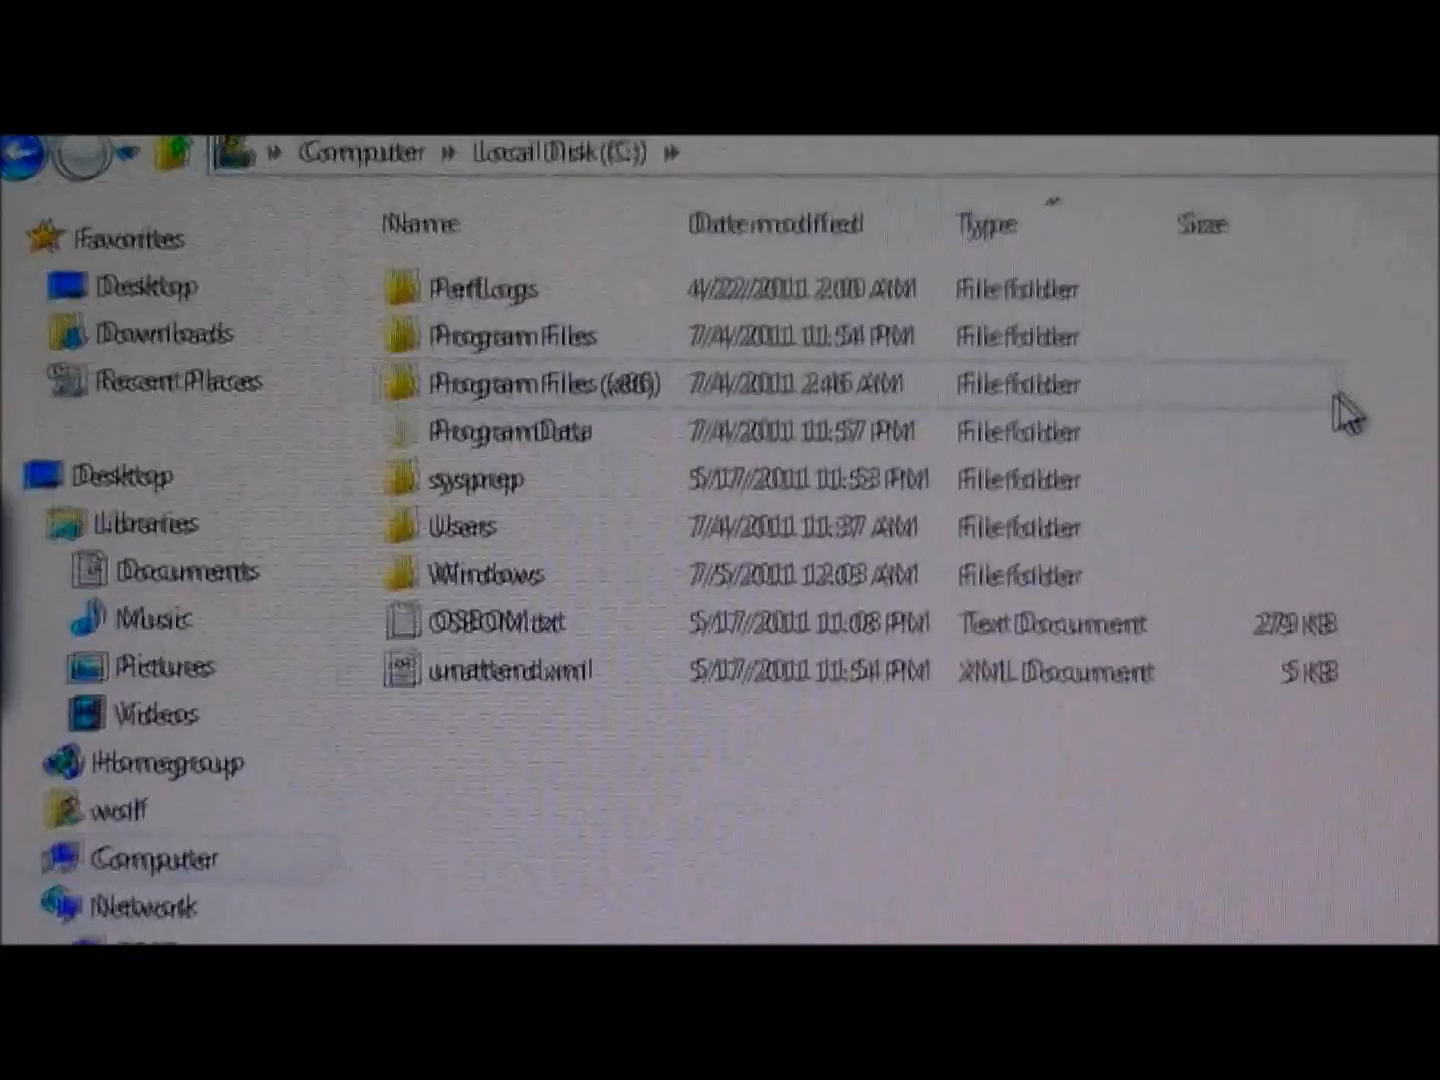 Computer Local Disk (C:)
Name Date modified Type Size
Favorites
Desktop
Downloads
Recent Places
Desktop
Libraries
Documents
Music
Pictures
Videos
Homegroup
wolf
Computer
Network
PerfLogs 4/22/2011 2:00 AM File folder
Program Files 7/4/2011 11:54 PM File folder
Program Files (x86) 7/4/2011 2:46 AM File folder
ProgramData 7/4/2011 11:57 PM File folder
sysprep 5/17/2011 11:53 PM File folder
Users 7/4/2011 11:37 AM File folder
Windows 7/5/2011 12:03 AM File folder
OSBOM.txt 5/17/2011 11:08 PM Text Document 279 KB
unattend.xml 5/17/2011 11:54 PM XML Document 5 KB